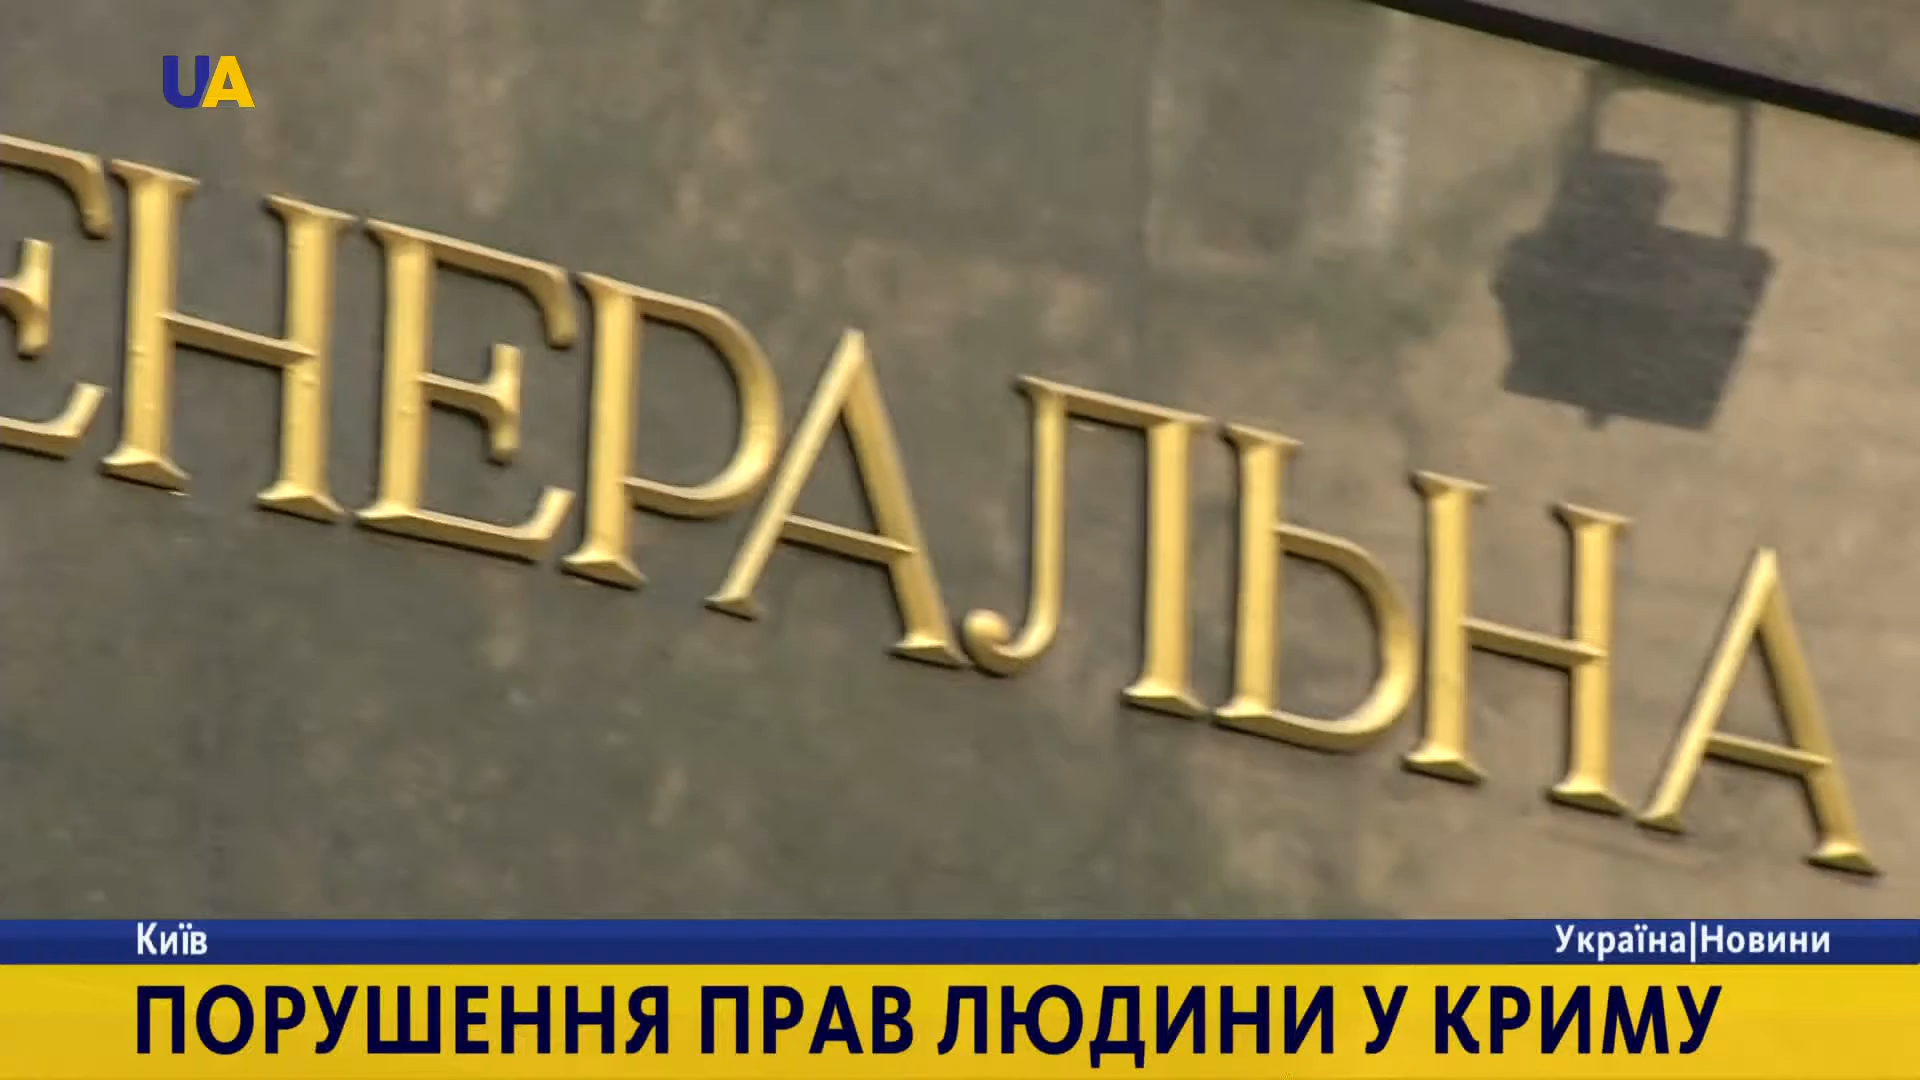 UA
ЕНЕРАЛЬНА
Київ
Україна|Новини
ПОРУШЕННЯ ПРАВ ЛЮДИНИ У КРИМУ